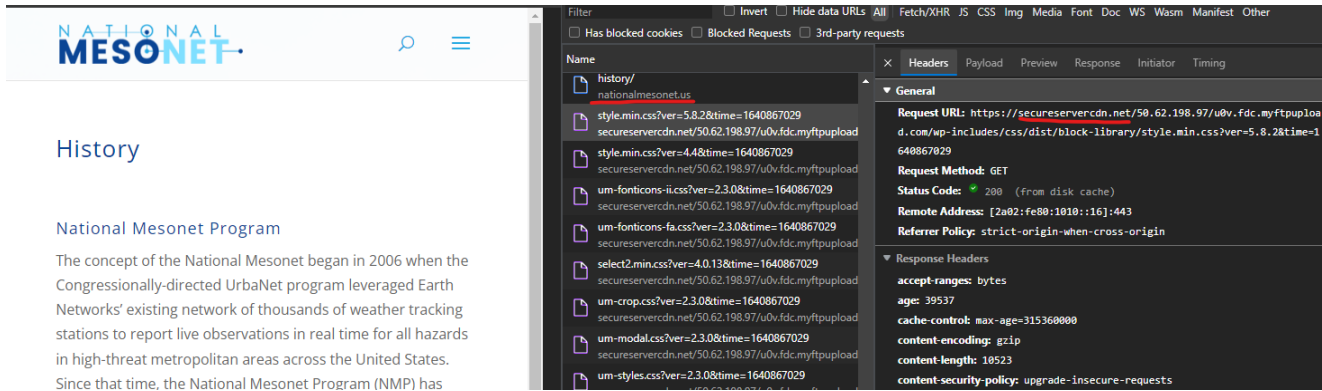 NATIONAL
MESONET
History
National Mesonet Program
The concept of the National Mesonet began in 2006 when the
Congressionally-directed UrbaNet program leveraged Earth
Networks’ existing network of thousands of weather tracking
stations to report live observations in real time for all hazards
in high-threat metropolitan areas across the United States.
Since that time, the National Mesonet Program (NMP) has
Filter Invert Hide data URLs All Fetch/XHR JS CSS Img Media Font Doc WS Wasm Manifest Other
Has blocked cookies Blocked Requests 3rd-party requests
Name
history/
nationalmesonet.us
style.min.css?ver=5.8.2&time=1640867029
secureservercdn.net/50.62.198.97/u0v.fdc.myftpupload
style.min.css?ver=4.4&time=1640867029
secureservercdn.net/50.62.198.97/u0v.fdc.myftpupload
um-fonticons-ii.css?ver=2.3.0&time=1640867029
secureservercdn.net/50.62.198.97/u0v.fdc.myftpupload
um-fonticons-fa.css?ver=2.3.0&time=1640867029
secureservercdn.net/50.62.198.97/u0v.fdc.myftpupload
select2.min.css?ver=4.0.13&time=1640867029
secureservercdn.net/50.62.198.97/u0v.fdc.myftpupload
um-crop.css?ver=2.3.0&time=1640867029
secureservercdn.net/50.62.198.97/u0v.fdc.myftpupload
um-modal.css?ver=2.3.0&time=1640867029
secureservercdn.net/50.62.198.97/u0v.fdc.myftpupload
um-styles.css?ver=2.3.0&time=1640867029
Headers Payload Preview Response Initiator Timing
General
Request URL: https://secureservercdn.net/50.62.198.97/u0v.fdc.myftpuploa
d.com/wp-includes/css/dist/block-library/style.min.css?ver=5.8.2&time=1
640867029
Request Method: GET
Status Code: 200 (from disk cache)
Remote Address: [2a02:fe80:1010::16]:443
Referrer Policy: strict-origin-when-cross-origin
Response Headers
accept-ranges: bytes
age: 39537
cache-control: max-age=315360000
content-encoding: gzip
content-length: 10523
content-security-policy: upgrade-insecure-requests